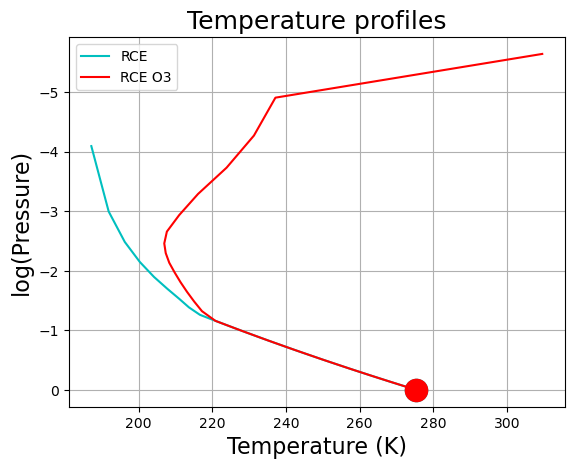 Temperature profiles
RCE
RCE O3
log(Pressure)
−5
−4
−3
−2
−1
0
200 220 240 260 280 300
Temperature (K)